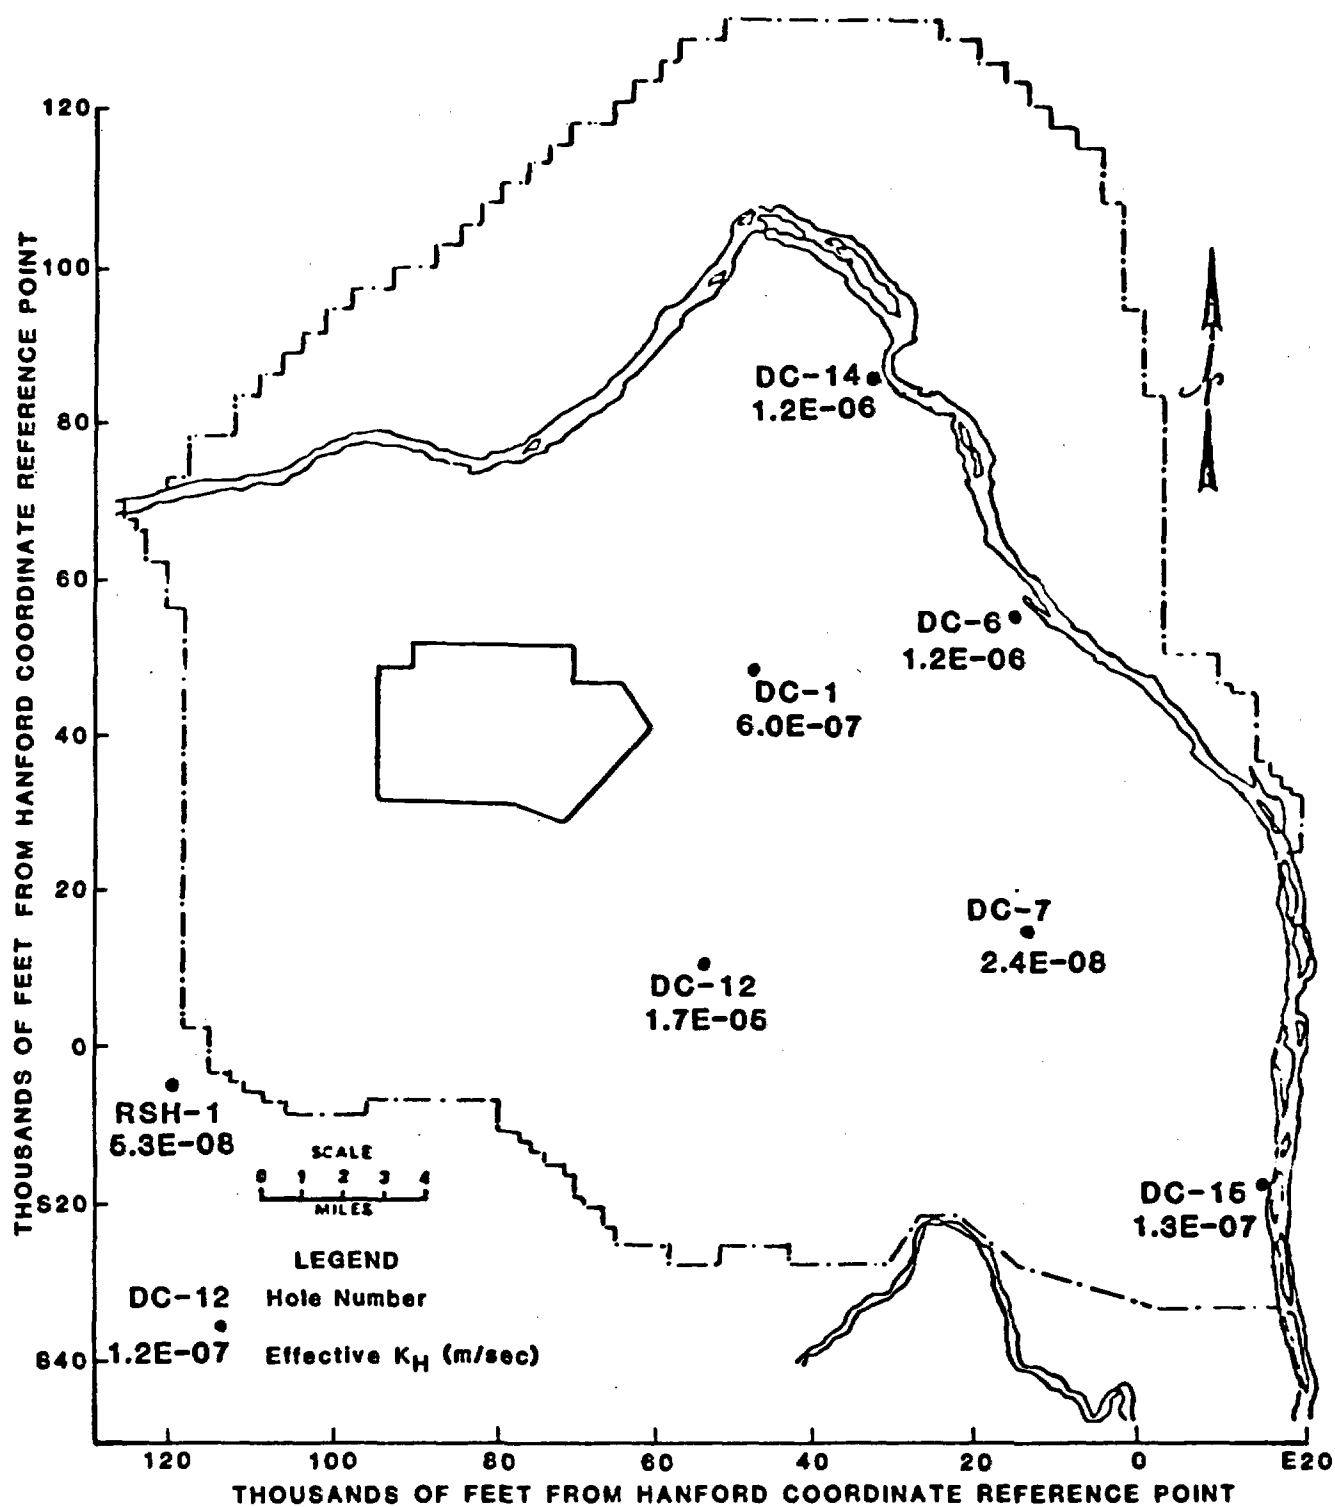 120
100
80
60
40
20
0
S20
S40
THOUSANDS OF FEET FROM HANFORD COORDINATE REFERENCE POINT
DC-14
1.2E-06
DC-6
1.2E-06
DC-1
6.0E-07
DC-7
2.4E-08
DC-12
1.7E-05
RSH-1
5.3E-08
DC-15
1.3E-07
SCALE
0 1 2 3 4
MILES
LEGEND
DC-12 Hole Number
1.2E-07 Effective KH (m/sec)
120 100 80 60 40 20 0 E20
THOUSANDS OF FEET FROM HANFORD COORDINATE REFERENCE POINT